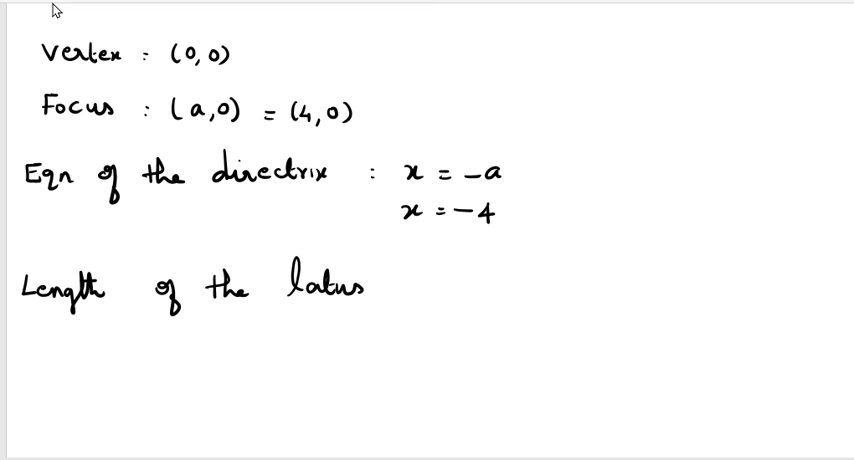 Vertex : (0,0)
Focus : (a,0) = (4,0)
Eqn of the directrix : x = -a
x = -4
Length of the latus